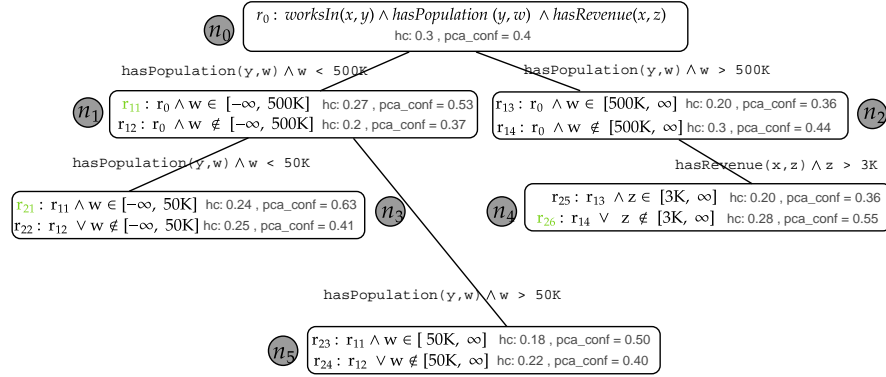 n0
r0 : worksIn(x, y) ∧ hasPopulation (y, w) ∧ hasRevenue(x, z)
hc: 0.3 , pca_conf = 0.4
hasPopulation(y,w) ∧ w < 500K
hasPopulation(y,w) ∧ w > 500K
n1
r11 : r0 ∧ w ∈ [-∞, 500K] hc: 0.27 , pca_conf = 0.53
r12 : r0 ∧ w ∉ [-∞, 500K] hc: 0.2 , pca_conf = 0.37
r13 : r0 ∧ w ∈ [500K, ∞] hc: 0.20 , pca_conf = 0.36
r14 : r0 ∧ w ∉ [500K, ∞] hc: 0.3 , pca_conf = 0.44
n2
hasPopulation(y,w) ∧ w < 50K
hasRevenue(x,z) ∧ z > 3K
r21 : r11 ∧ w ∈ [-∞, 50K] hc: 0.24 , pca_conf = 0.63
r22 : r12 ∨ w ∉ [-∞, 50K] hc: 0.25 , pca_conf = 0.41
n3
n4
r25 : r13 ∧ z ∈ [3K, ∞] hc: 0.20 , pca_conf = 0.36
r26 : r14 ∨ z ∉ [3K, ∞] hc: 0.28 , pca_conf = 0.55
hasPopulation(y,w) ∧ w > 50K
n5
r23 : r11 ∧ w ∈ [ 50K, ∞] hc: 0.18 , pca_conf = 0.50
r24 : r12 ∨ w ∉ [50K, ∞] hc: 0.22 , pca_conf = 0.40